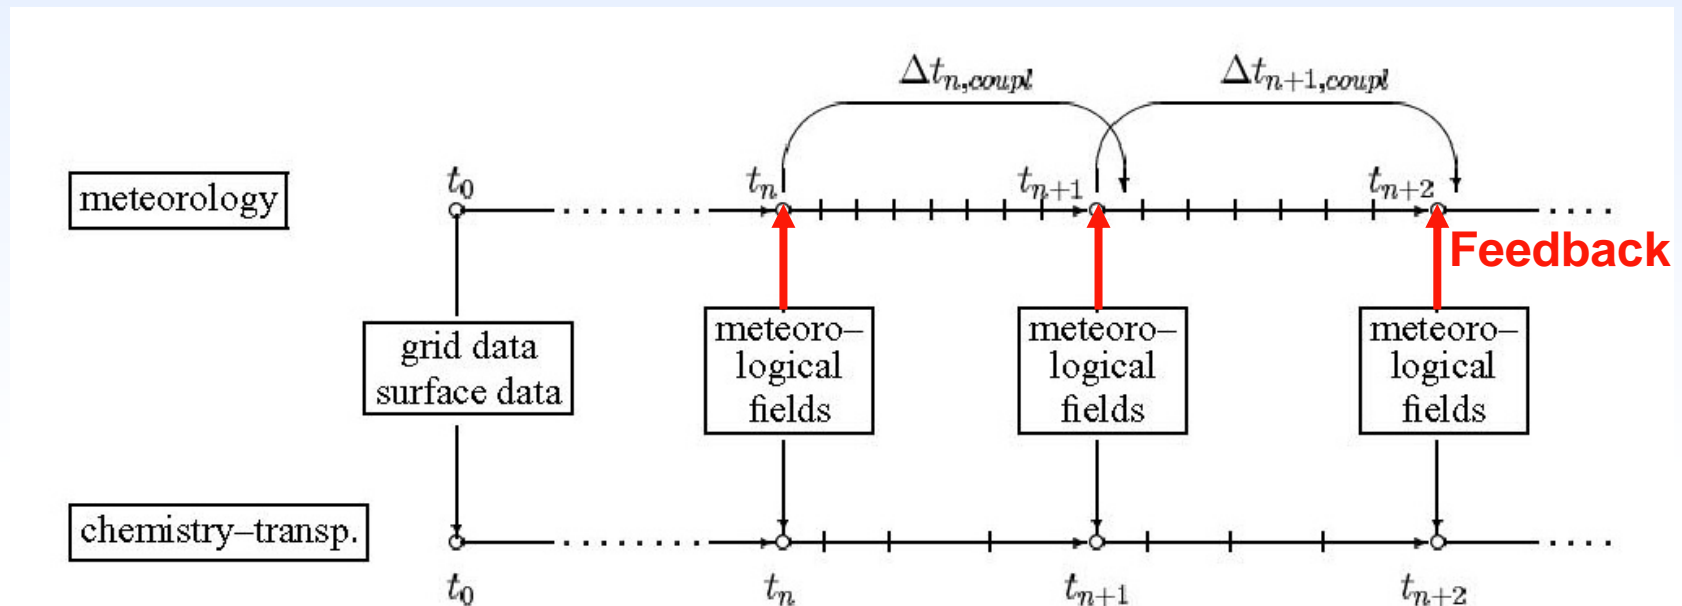 Δt_{n,coupl}
Δt_{n+1,coupl}
meteorology
t_0
t_n
t_{n+1}
t_{n+2}
Feedback
grid data
surface data
meteoro–
logical
fields
meteoro–
logical
fields
meteoro–
logical
fields
chemistry–transp.
t_0
t_n
t_{n+1}
t_{n+2}